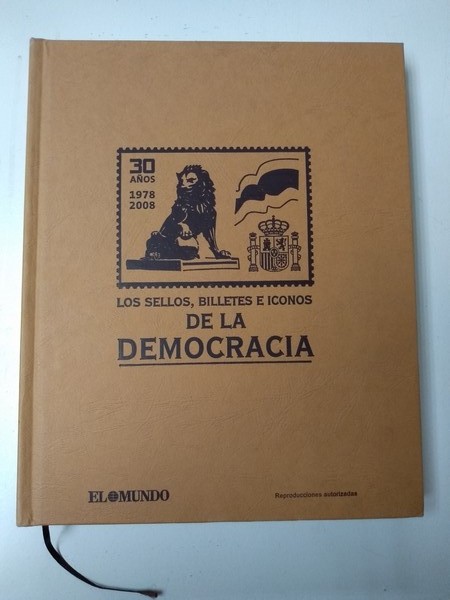 30
AÑOS
1978
2008
LOS SELLOS, BILLETES E ICONOS
DE LA
DEMOCRACIA
EL MUNDO
Reproducciones autorizadas